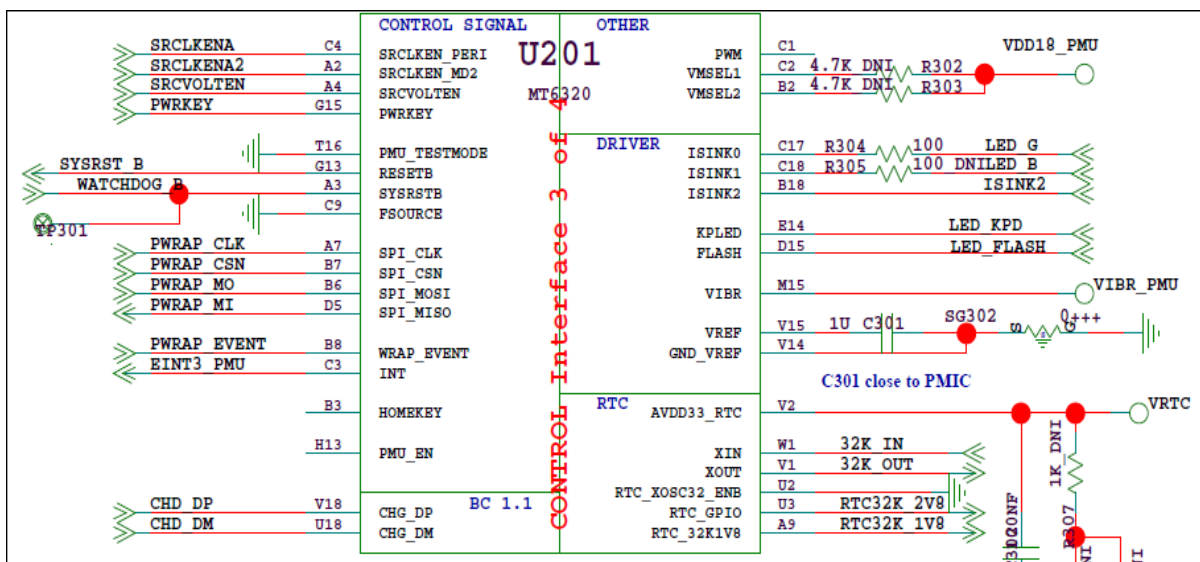 CONTROL SIGNAL
OTHER
U201
MT6320
SRCLKENA C4 SRCLKEN_PERI
SRCLKENA2 A2 SRCLKEN_MD2
SRCVOLTEN A4 SRCVOLTEN
PWRKEY G15 PWRKEY
T16 PMU_TESTMODE
SYSRST_B G13 RESETB
WATCHDOG_B A3 SYSRSTB
C9 FSOURCE
TP301
PWRAP_CLK A7 SPI_CLK
PWRAP_CSN B7 SPI_CSN
PWRAP_MO B6 SPI_MOSI
PWRAP_MI D5 SPI_MISO
PWRAP_EVENT B8 WRAP_EVENT
EINT3_PMU C3 INT
B3 HOMEKEY
H13 PMU_EN
BC 1.1
CHD_DP V18 CHG_DP
CHD_DM U18 CHG_DM
CONTROL Interface 3 of 4
PWM C1
VMSEL1 C2 4.7K_DNI R302
VMSEL2 B2 4.7K_DNI R303
VDD18_PMU
DRIVER
ISINK0 C17 R304 100 LED_G
ISINK1 C18 R305 100_DNI LED_B
ISINK2 B18 ISINK2
KPLED E14 LED_KPD
FLASH D15 LED_FLASH
VIBR M15 VIBR_PMU
VREF V15 1U C301 SG302 S G 0+++
GND_VREF V14
C301 close to PMIC
RTC
AVDD33_RTC V2 VRTC
XIN W1 32K_IN
XOUT V1 32K_OUT
RTC_XOSC32_ENB U2
RTC_GPIO U3 RTC32K_2V8
RTC_32K1V8 A9 RTC32K_1V8
1K_DNI
R307